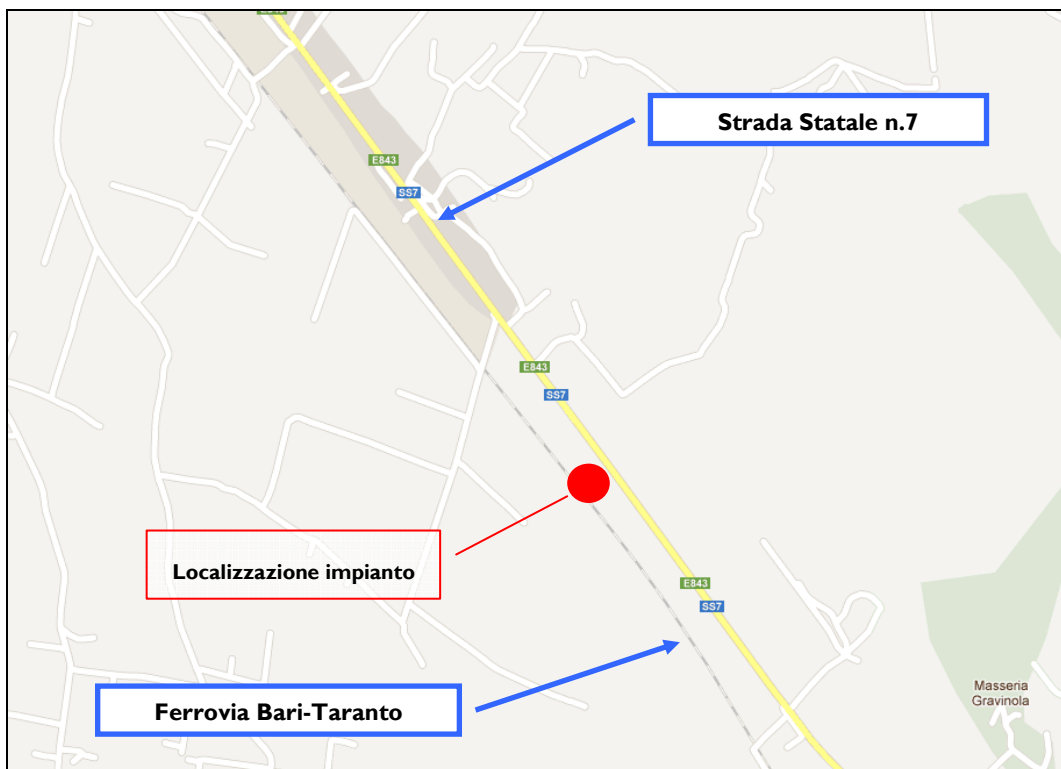 Strada Statale n.7
E843
SS7
E843
SS7
Localizzazione impianto
E843
SS7
Masseria
Gravinola
Ferrovia Bari-Taranto